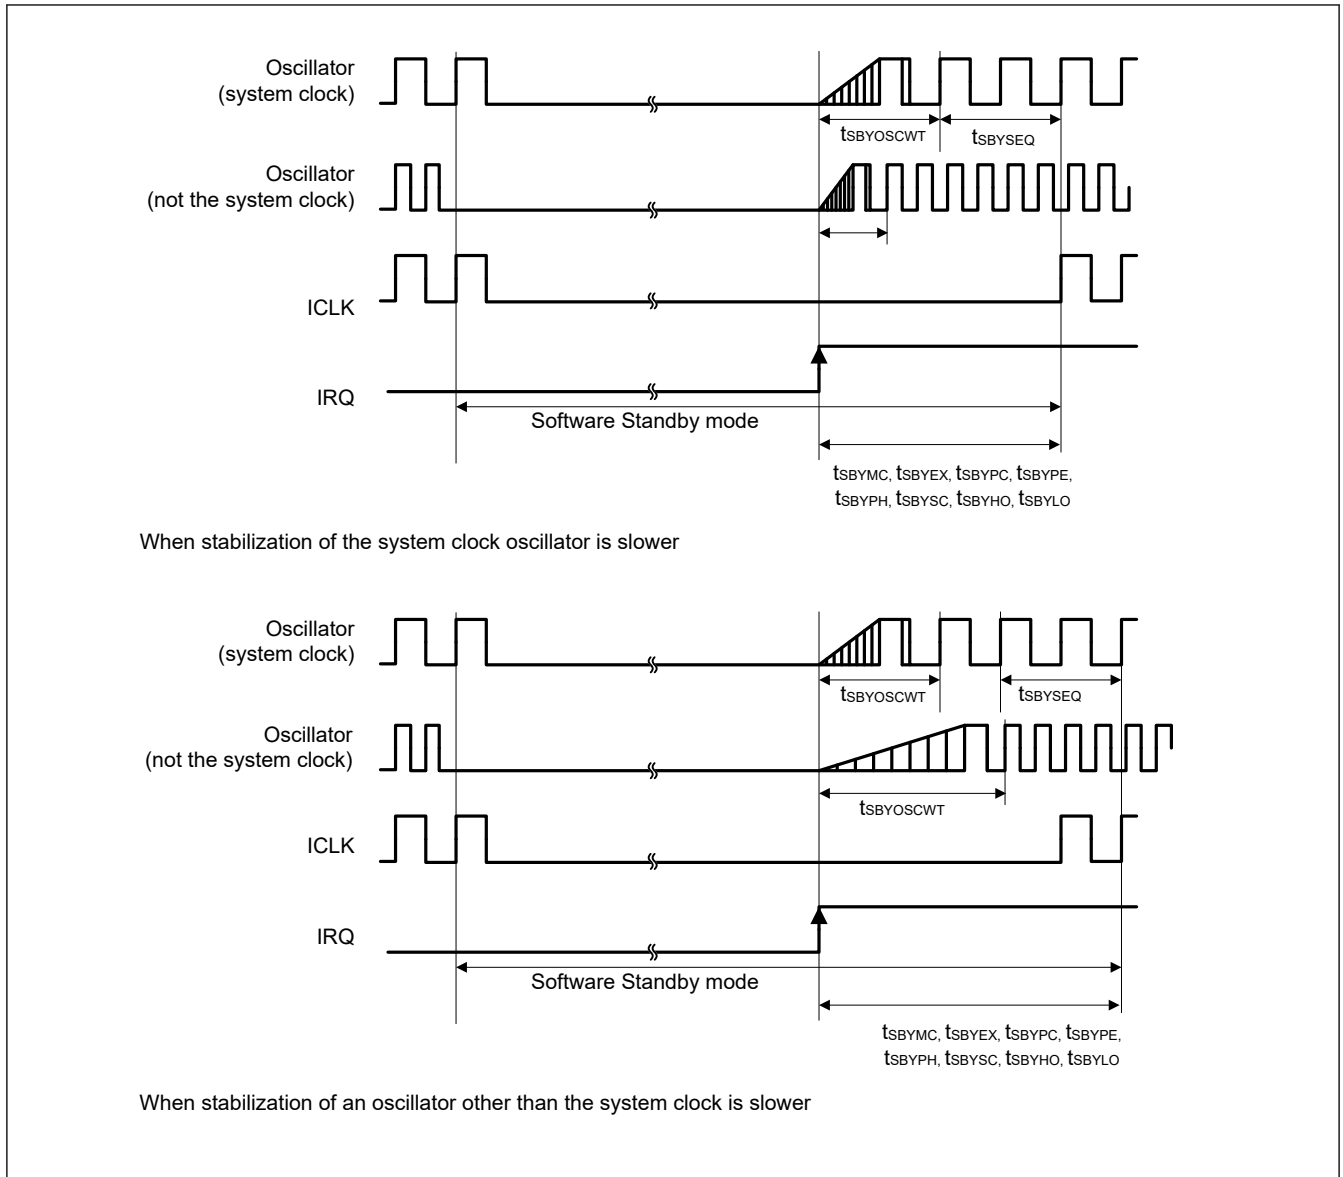 Oscillator
(system clock)
tSBYOSCWT
tSBYSEQ
Oscillator
(not the system clock)
ICLK
IRQ
Software Standby mode
tSBYMC, tSBYEX, tSBYPC, tSBYPE,
tSBYPH, tSBYSC, tSBYHO, tSBYLO
When stabilization of the system clock oscillator is slower
Oscillator
(system clock)
tSBYOSCWT
tSBYSEQ
Oscillator
(not the system clock)
tSBYOSCWT
ICLK
IRQ
Software Standby mode
tSBYMC, tSBYEX, tSBYPC, tSBYPE,
tSBYPH, tSBYSC, tSBYHO, tSBYLO
When stabilization of an oscillator other than the system clock is slower